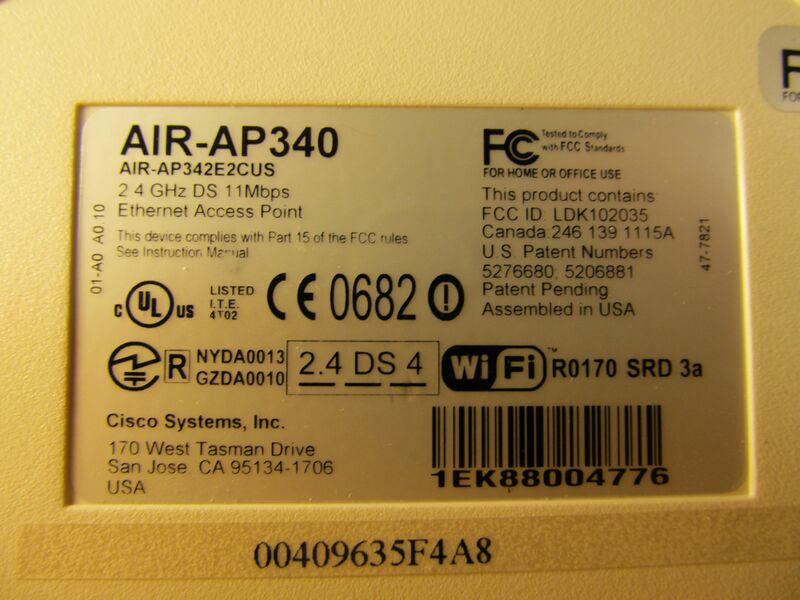 AIR-AP340
AIR-AP342E2CUS
2.4 GHz DS 11Mbps
Ethernet Access Point
This device complies with Part 15 of the FCC rules
See Instruction Manual
01-A0 A0 10
C UL US
LISTED
I.T.E.
4T02
CE 0682
FC Tested to Comply
with FCC Standards
FOR HOME OR OFFICE USE
This product contains
FCC ID LDK102035
Canada 246 139 1115A
U.S. Patent Numbers
5276680; 5206881
Patent Pending
Assembled in USA
47-7821
R NYDA0013
GZDA0010
2.4 DS 4
Wi Fi ™ R0170 SRD 3a
Cisco Systems, Inc.
170 West Tasman Drive
San Jose, CA 95134-1706
USA
1EK88004776
00409635F4A8